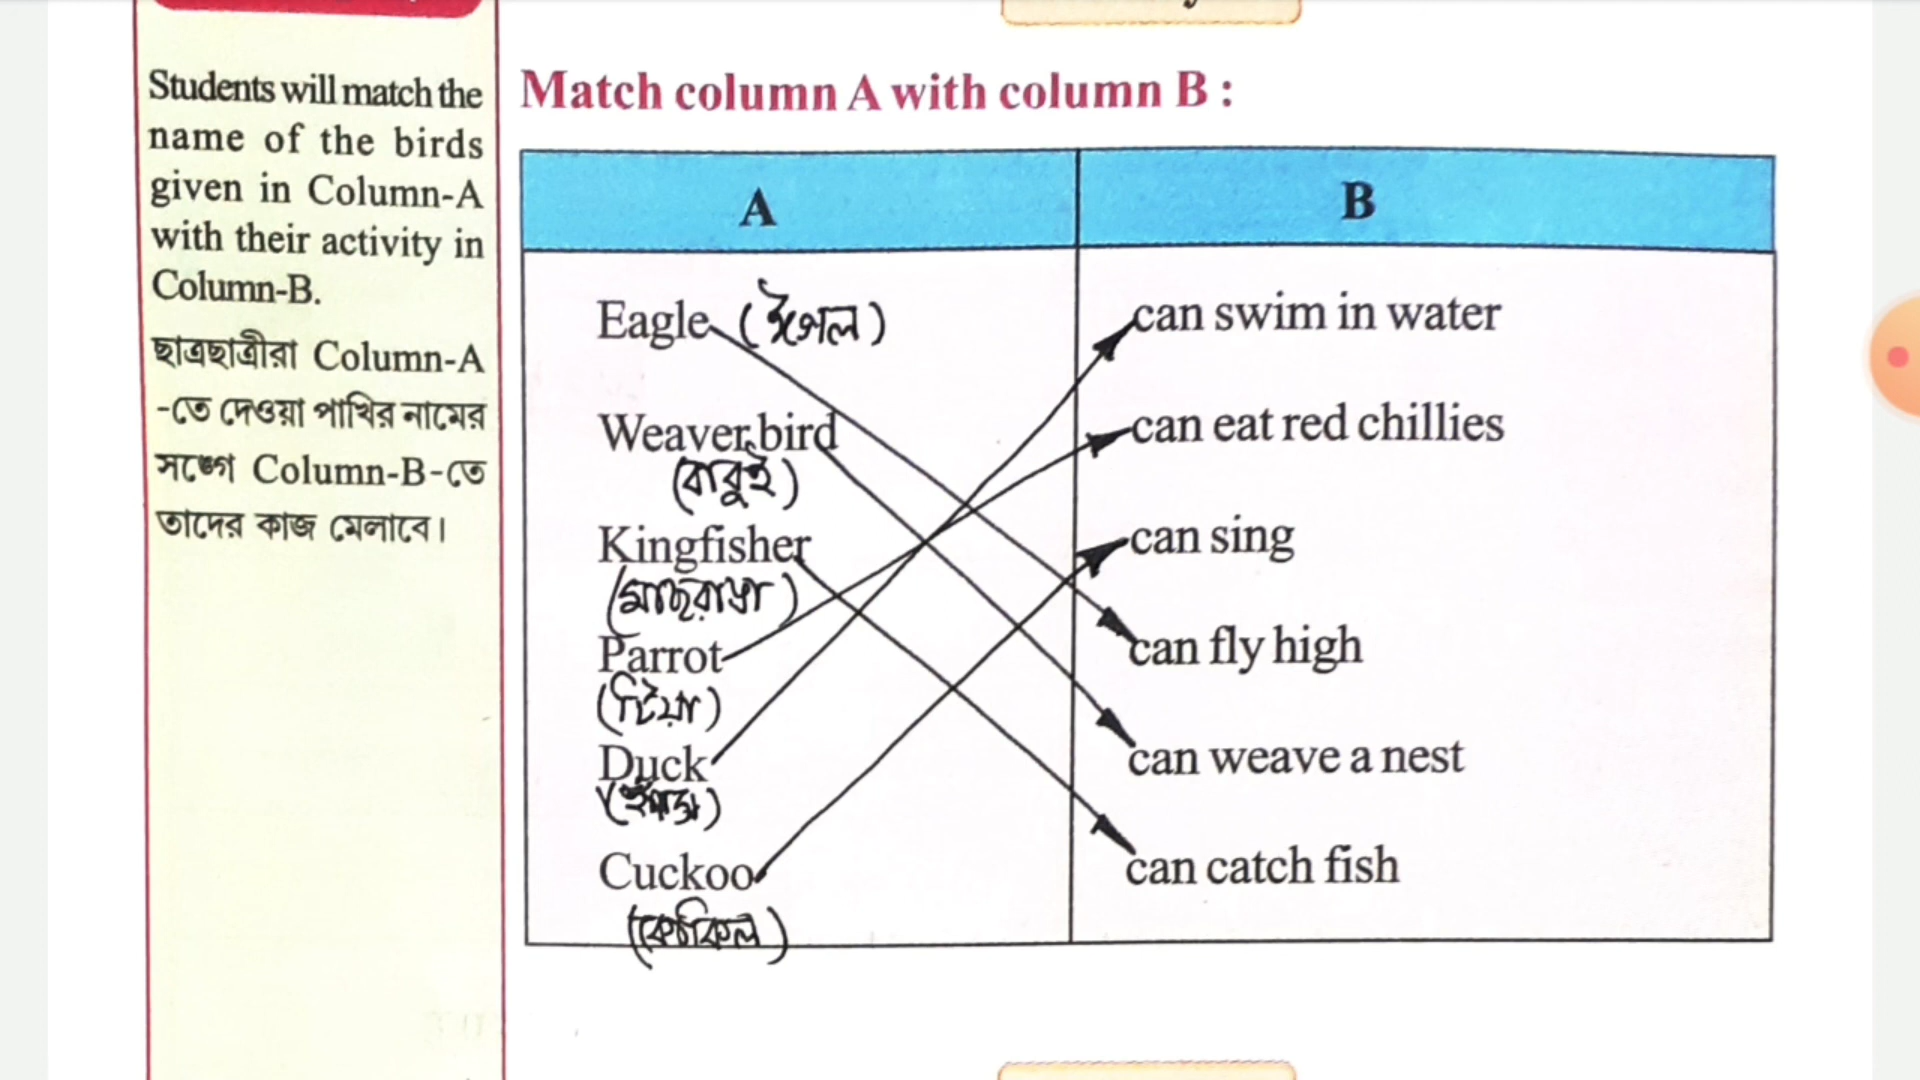 Students will match the
name of the birds
given in Column-A
with their activity in
Column-B.
ছাত্রছাত্রীরা Column-A
-তে দেওয়া পাখির নামের
সঙ্গে Column-B-তে
তাদের কাজ মেলাবে।
Match column A with column B :
A B
Eagle (ঈগেল) can swim in water
Weaver bird can eat red chillies
(বাবুই)
Kingfisher can sing
(মাছরাঙা)
Parrot can fly high
(টিয়া)
Duck can weave a nest
(হাঁস)
Cuckoo can catch fish
(কোকিল)